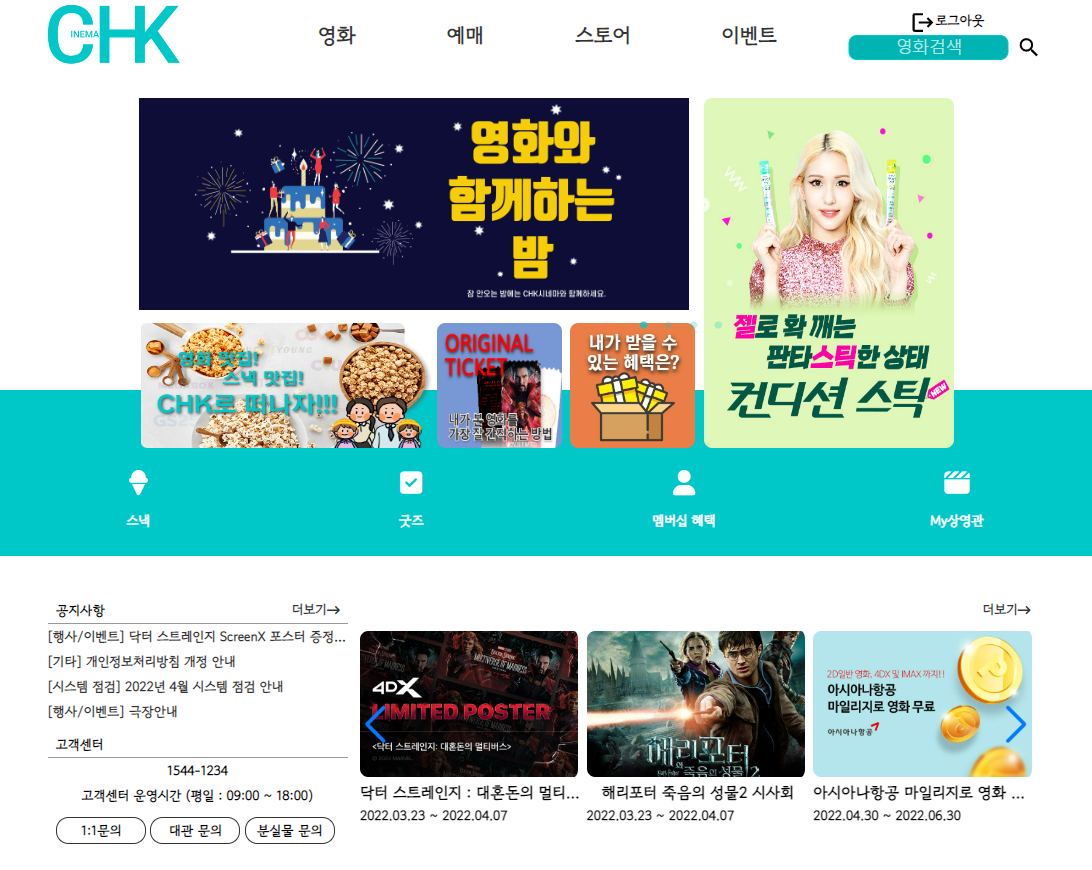 CHK
INEMA
영화
예매
스토어
이벤트
로그아웃
영화검색
영화와
함께하는
밤
잠 안오는 밤에는 CHK시네마와 함께하세요.
젤로 확 깨는
판타스틱한 상태
컨디션 스틱
NEW
영화 맛집!
스낵 맛집!
CHK로 떠나자!!!
ORIGINAL
TICKET
내가 본 영화를
가장 잘 간직하는 방법
내가 받을 수
있는 혜택은?
스낵
굿즈
멤버십 혜택
My상영관
공지사항
더보기→
[행사/이벤트] 닥터 스트레인지 ScreenX 포스터 증정...
[기타] 개인정보처리방침 개정 안내
[시스템 점검] 2022년 4월 시스템 점검 안내
[행사/이벤트] 극장안내
고객센터
1544-1234
고객센터 운영시간 (평일 : 09:00 ~ 18:00)
1:1문의
대관 문의
분실물 문의
더보기→
4DX
LIMITED POSTER
<닥터 스트레인지: 대혼돈의 멀티버스>
닥터 스트레인지 : 대혼돈의 멀티...
2022.03.23 ~ 2022.04.07
해리포터
죽음의 성물2
해리포터 죽음의 성물2 시사회
2022.03.23 ~ 2022.04.07
2D일반 영화, 4DX 및 IMAX 까지!!
아시아나항공
마일리지로 영화 무료
아시아나항공
아시아나항공 마일리지로 영화 ...
2022.04.30 ~ 2022.06.30